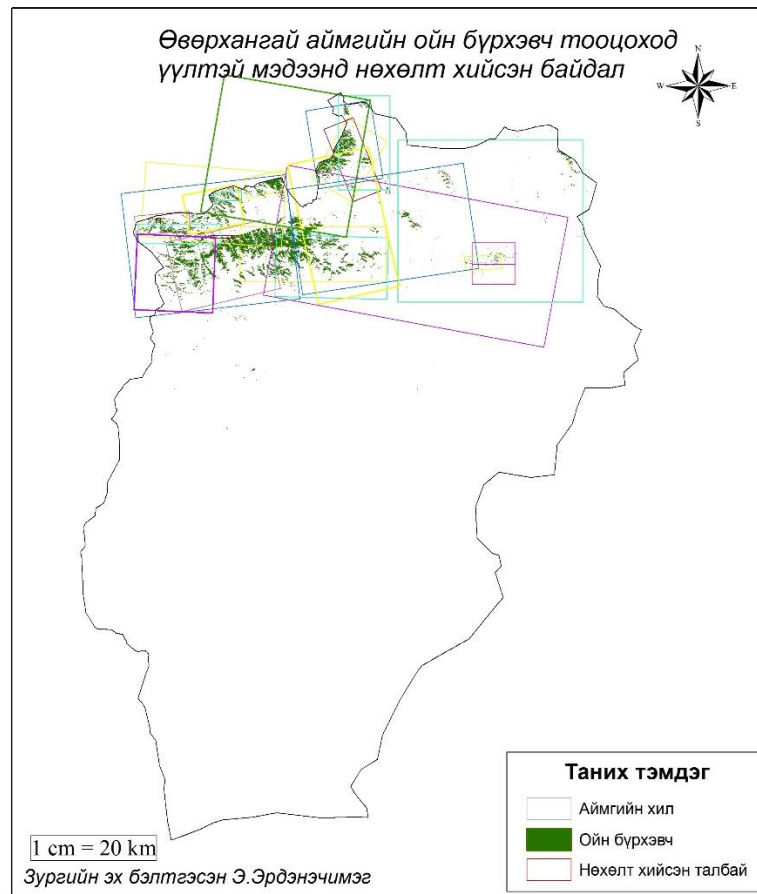 Өвөрхангай аймгийн ойн бүрхэвч тооцоход
үүлтэй мэдээнд нөхөлт хийсэн байдал
N
W E
S
Таних тэмдэг
Аймгийн хил
Ойн бүрхэвч
Нөхөлт хийсэн талбай
1 cm = 20 km
Зургийн эх бэлтгэсэн Э.Эрдэнэчимэг